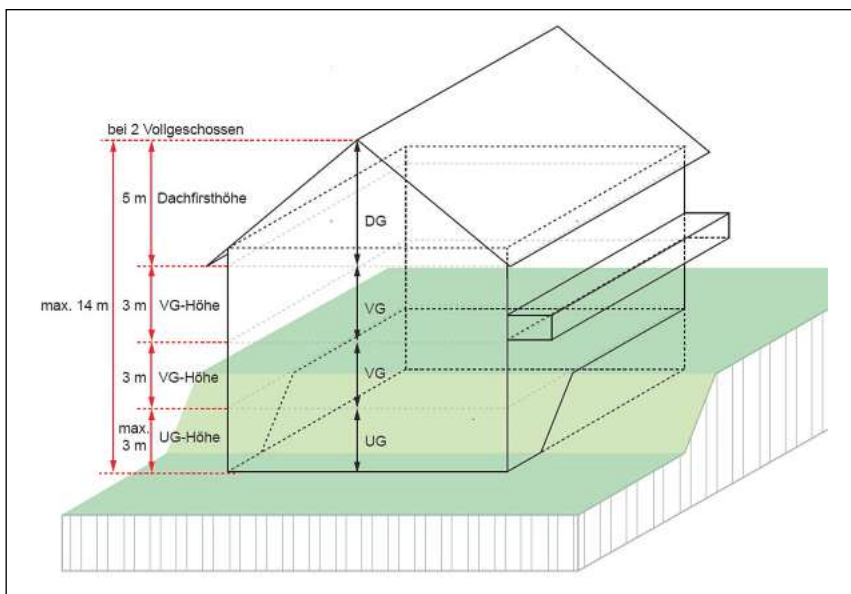 bei 2 Vollgeschossen
5 m Dachfirsthöhe
DG
max. 14 m
3 m VG-Höhe
VG
3 m VG-Höhe
VG
max.
3 m UG-Höhe
UG